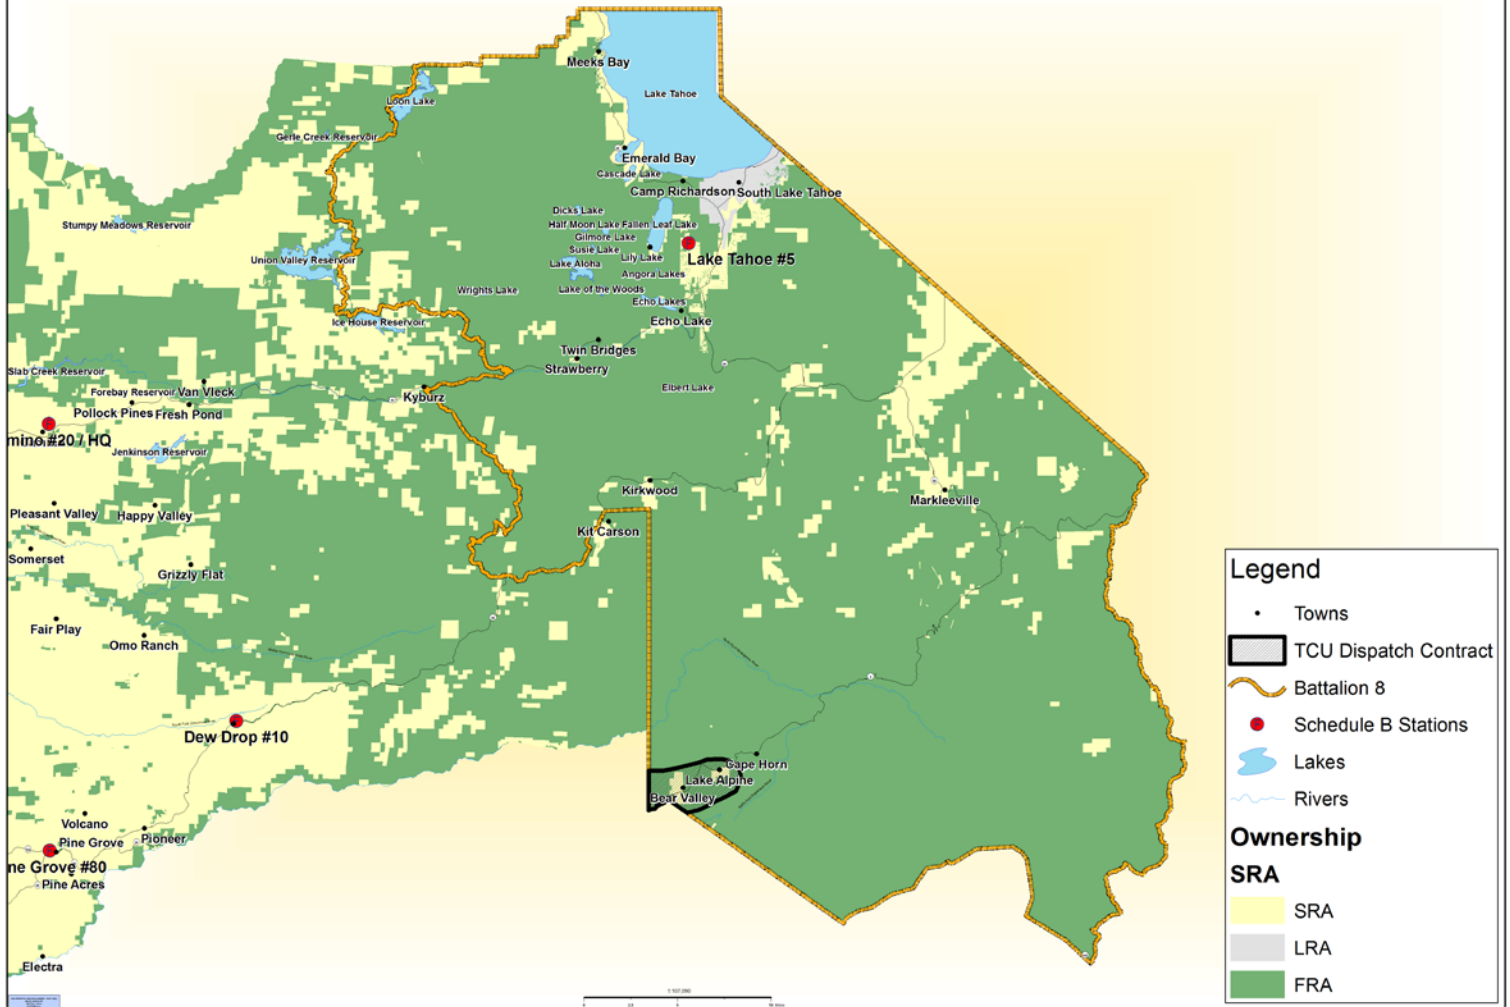 Meeks Bay
Lake Tahoe
Loon Lake
Gerle Creek Reservoir
Emerald Bay
Cascade Lake
Camp Richardson
South Lake Tahoe
Stumpy Meadows Reservoir
Dicks Lake
Half Moon Lake
Fallen Leaf Lake
Gilmore Lake
Susie Lake
Lily Lake
Lake Tahoe #5
Union Valley Reservoir
Lake Aloha
Angora Lakes
Wrights Lake
Lake of the Woods
Echo Lakes
Ice House Reservoir
Echo Lake
Twin Bridges
Strawberry
Slab Creek Reservoir
Elbert Lake
Forebay Reservoir
Van Vleck
Kyburz
Pollock Pines
Fresh Pond
mino #20 / HQ
Jenkinson Reservoir
Kirkwood
Markleeville
Pleasant Valley
Happy Valley
Kit Carson
Somerset
Grizzly Flat
Fair Play
Omo Ranch
Dew Drop #10
Cape Horn
Lake Alpine
Bear Valley
Volcano
Pine Grove
Pioneer
ne Grove #80
Pine Acres
Electra
Legend
Towns
TCU Dispatch Contract
Battalion 8
Schedule B Stations
Lakes
Rivers
Ownership
SRA
SRA
LRA
FRA